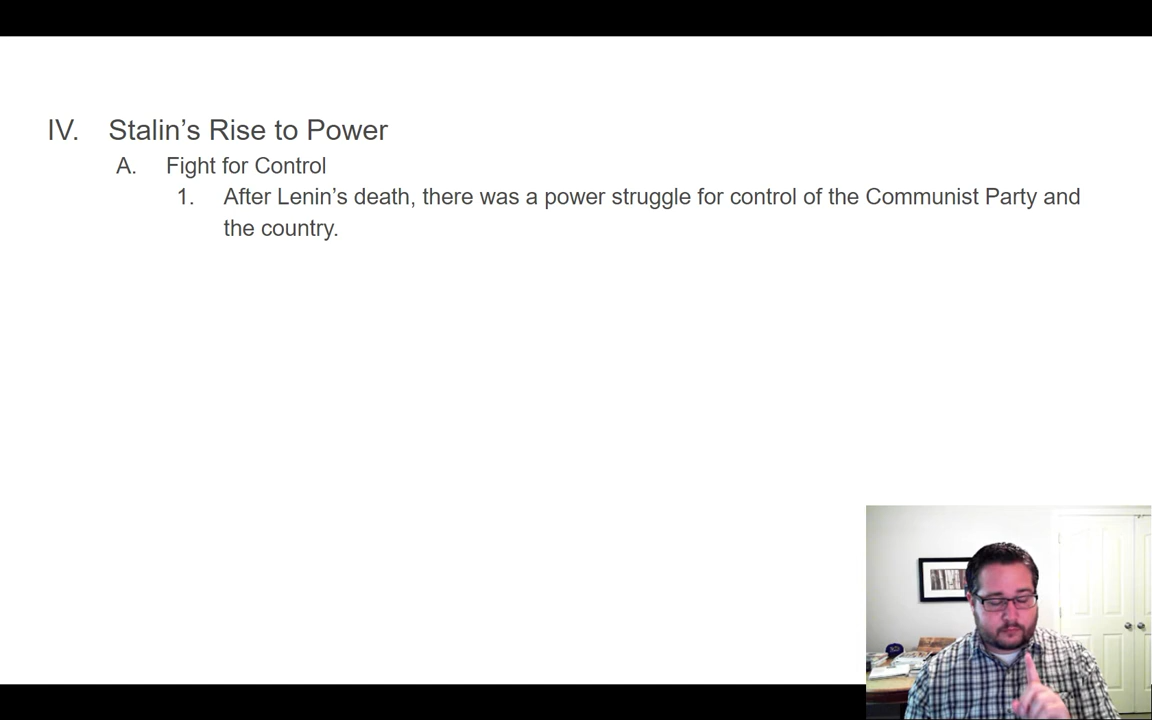 IV. Stalin’s Rise to Power
A. Fight for Control
1. After Lenin’s death, there was a power struggle for control of the Communist Party and
the country.